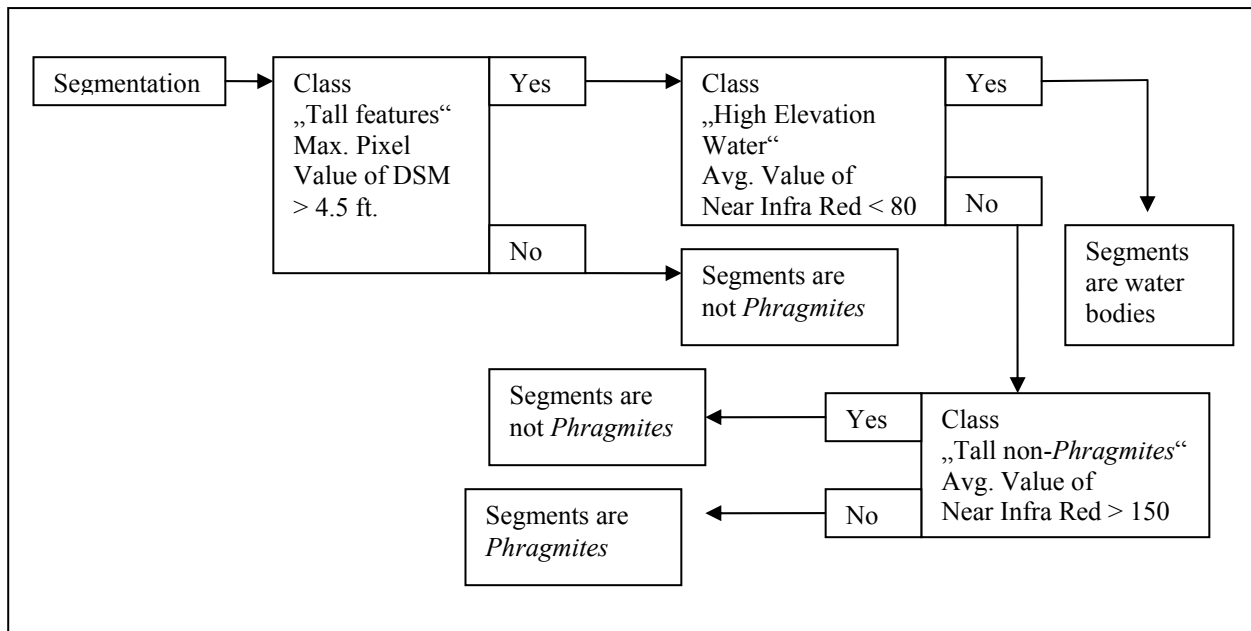 Segmentation
Class
„Tall features“
Max. Pixel
Value of DSM
> 4.5 ft.
Yes
No
Class
„High Elevation
Water“
Avg. Value of
Near Infra Red < 80
Yes
No
Segments are
not Phragmites
Segments
are water
bodies
Class
„Tall non-Phragmites“
Avg. Value of
Near Infra Red > 150
Yes
No
Segments are
not Phragmites
Segments are
Phragmites